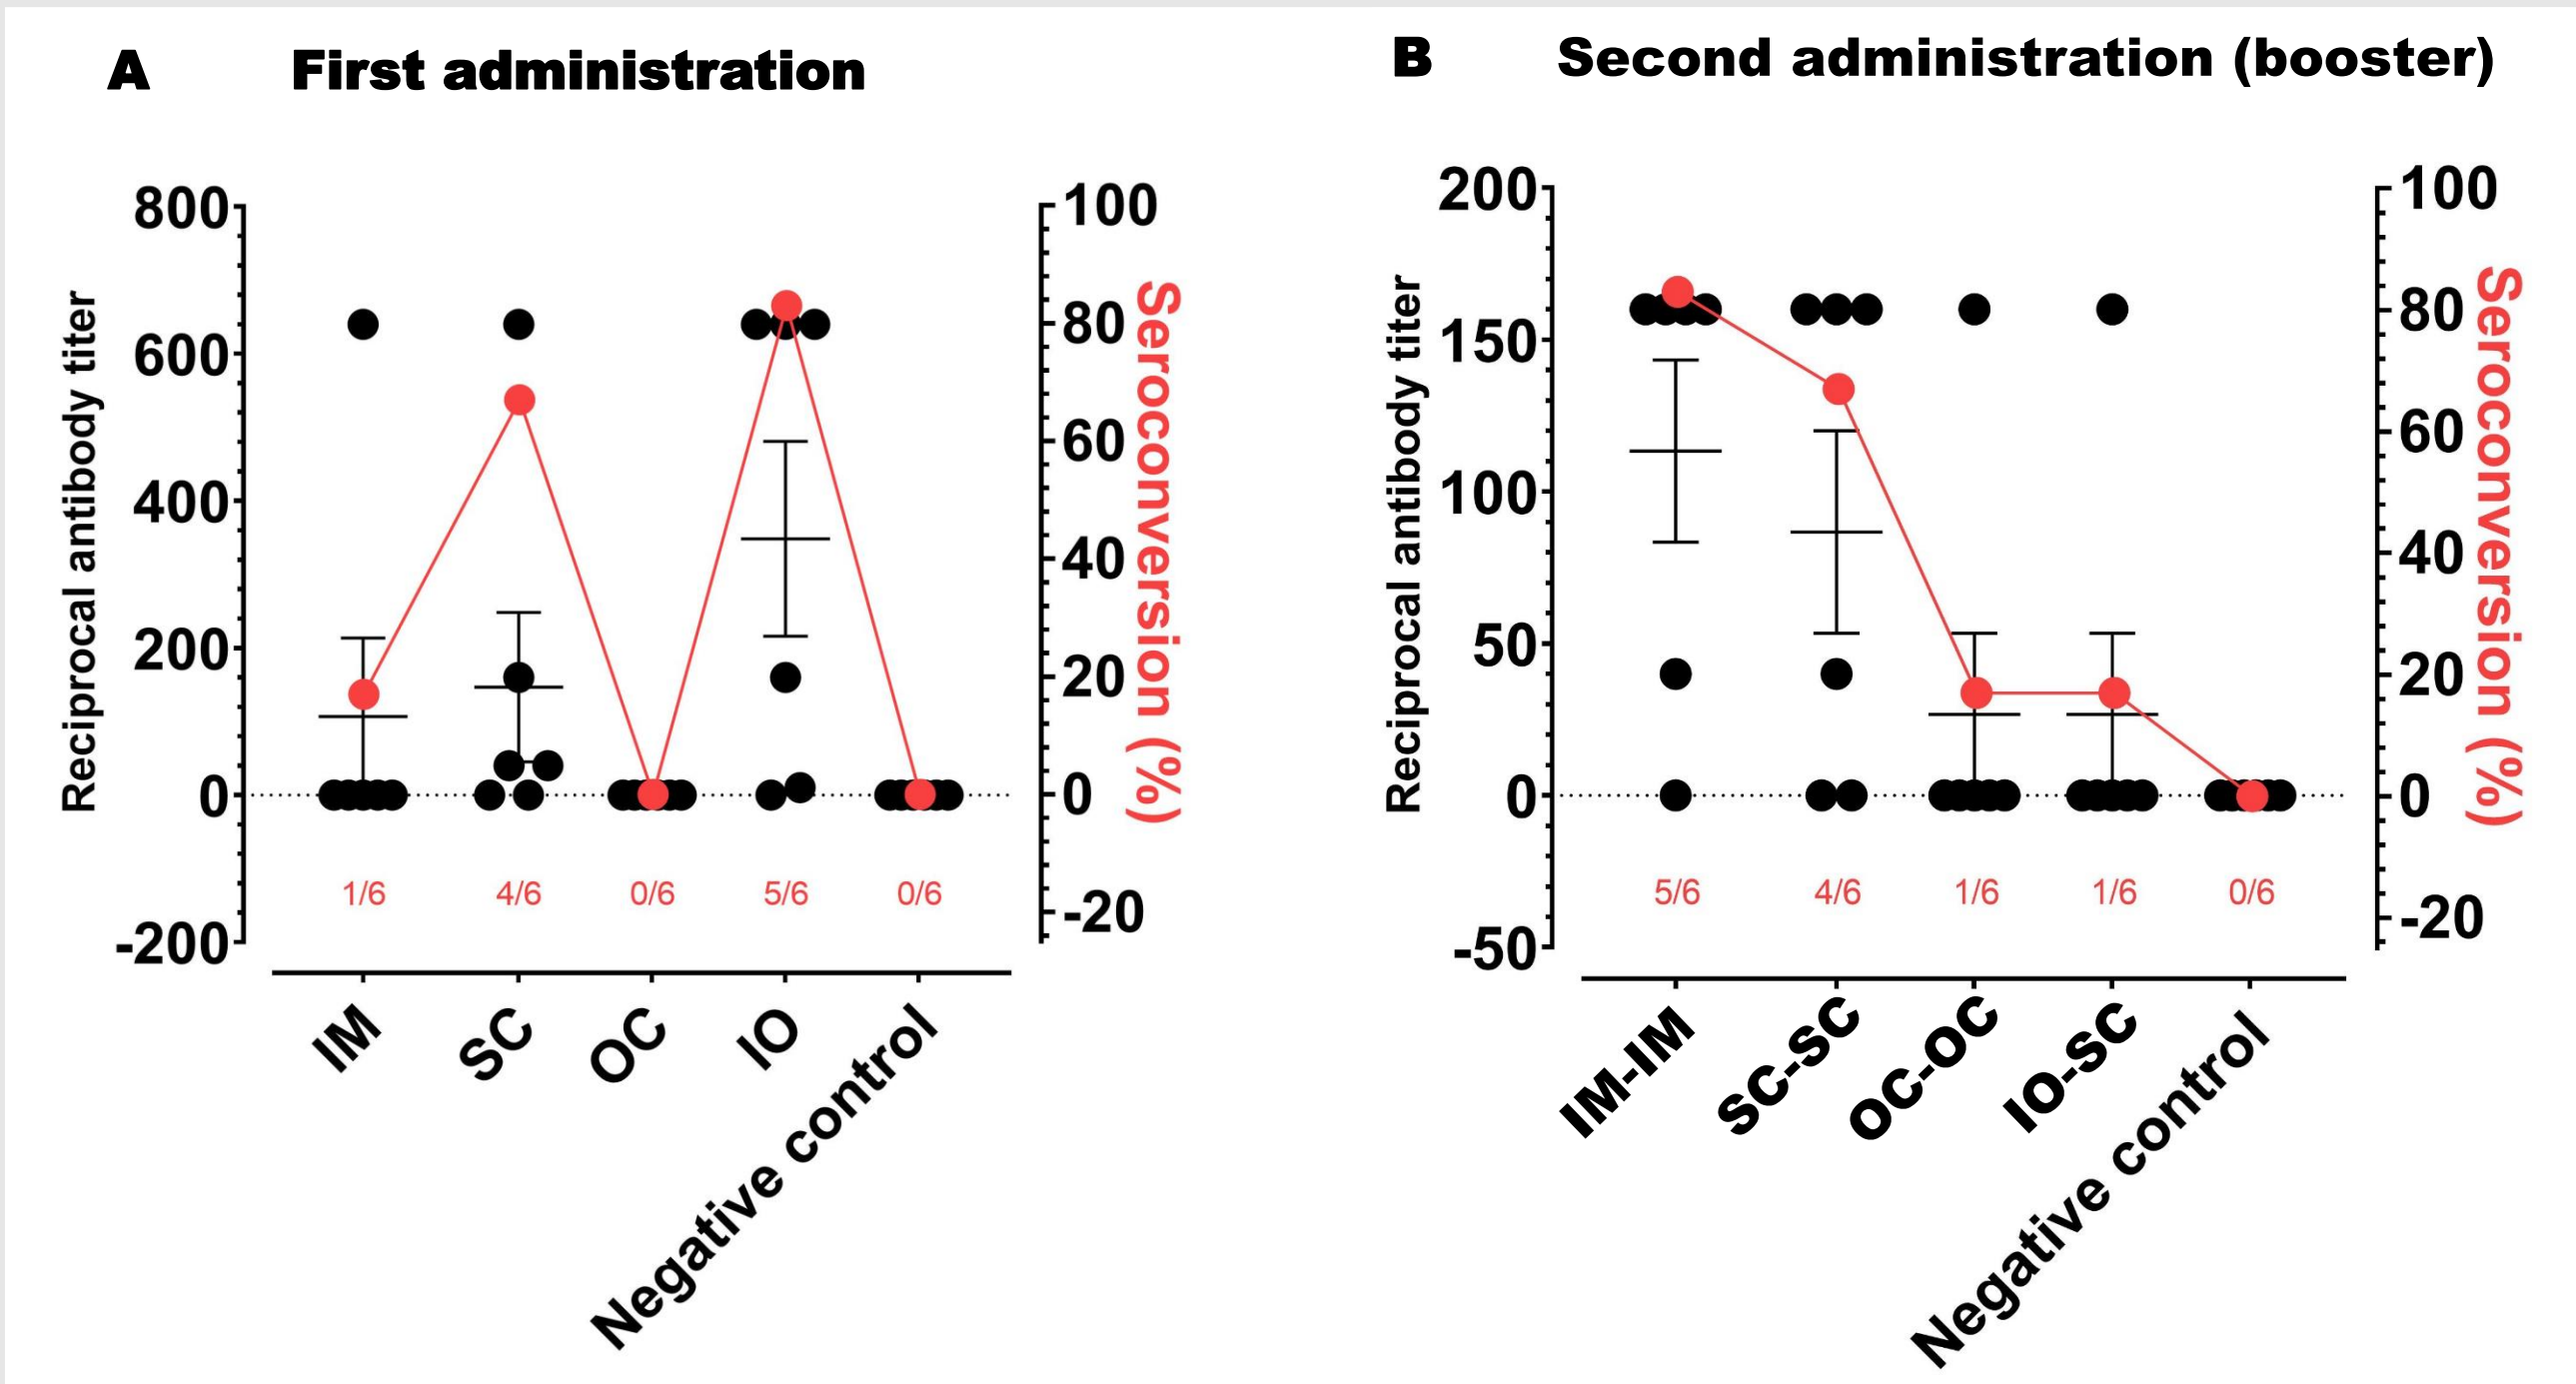 A First administration
800
600
400
200
0
-200
Reciprocal antibody titer
100
80
60
40
20
0
-20
Seroconversion (%)
1/6 4/6 0/6 5/6 0/6
IM SC OC IO Negative control
B Second administration (booster)
200
150
100
50
0
-50
Reciprocal antibody titer
100
80
60
40
20
0
-20
Seroconversion (%)
5/6 4/6 1/6 1/6 0/6
IM-IM SC-SC OC-OC IO-SC Negative control